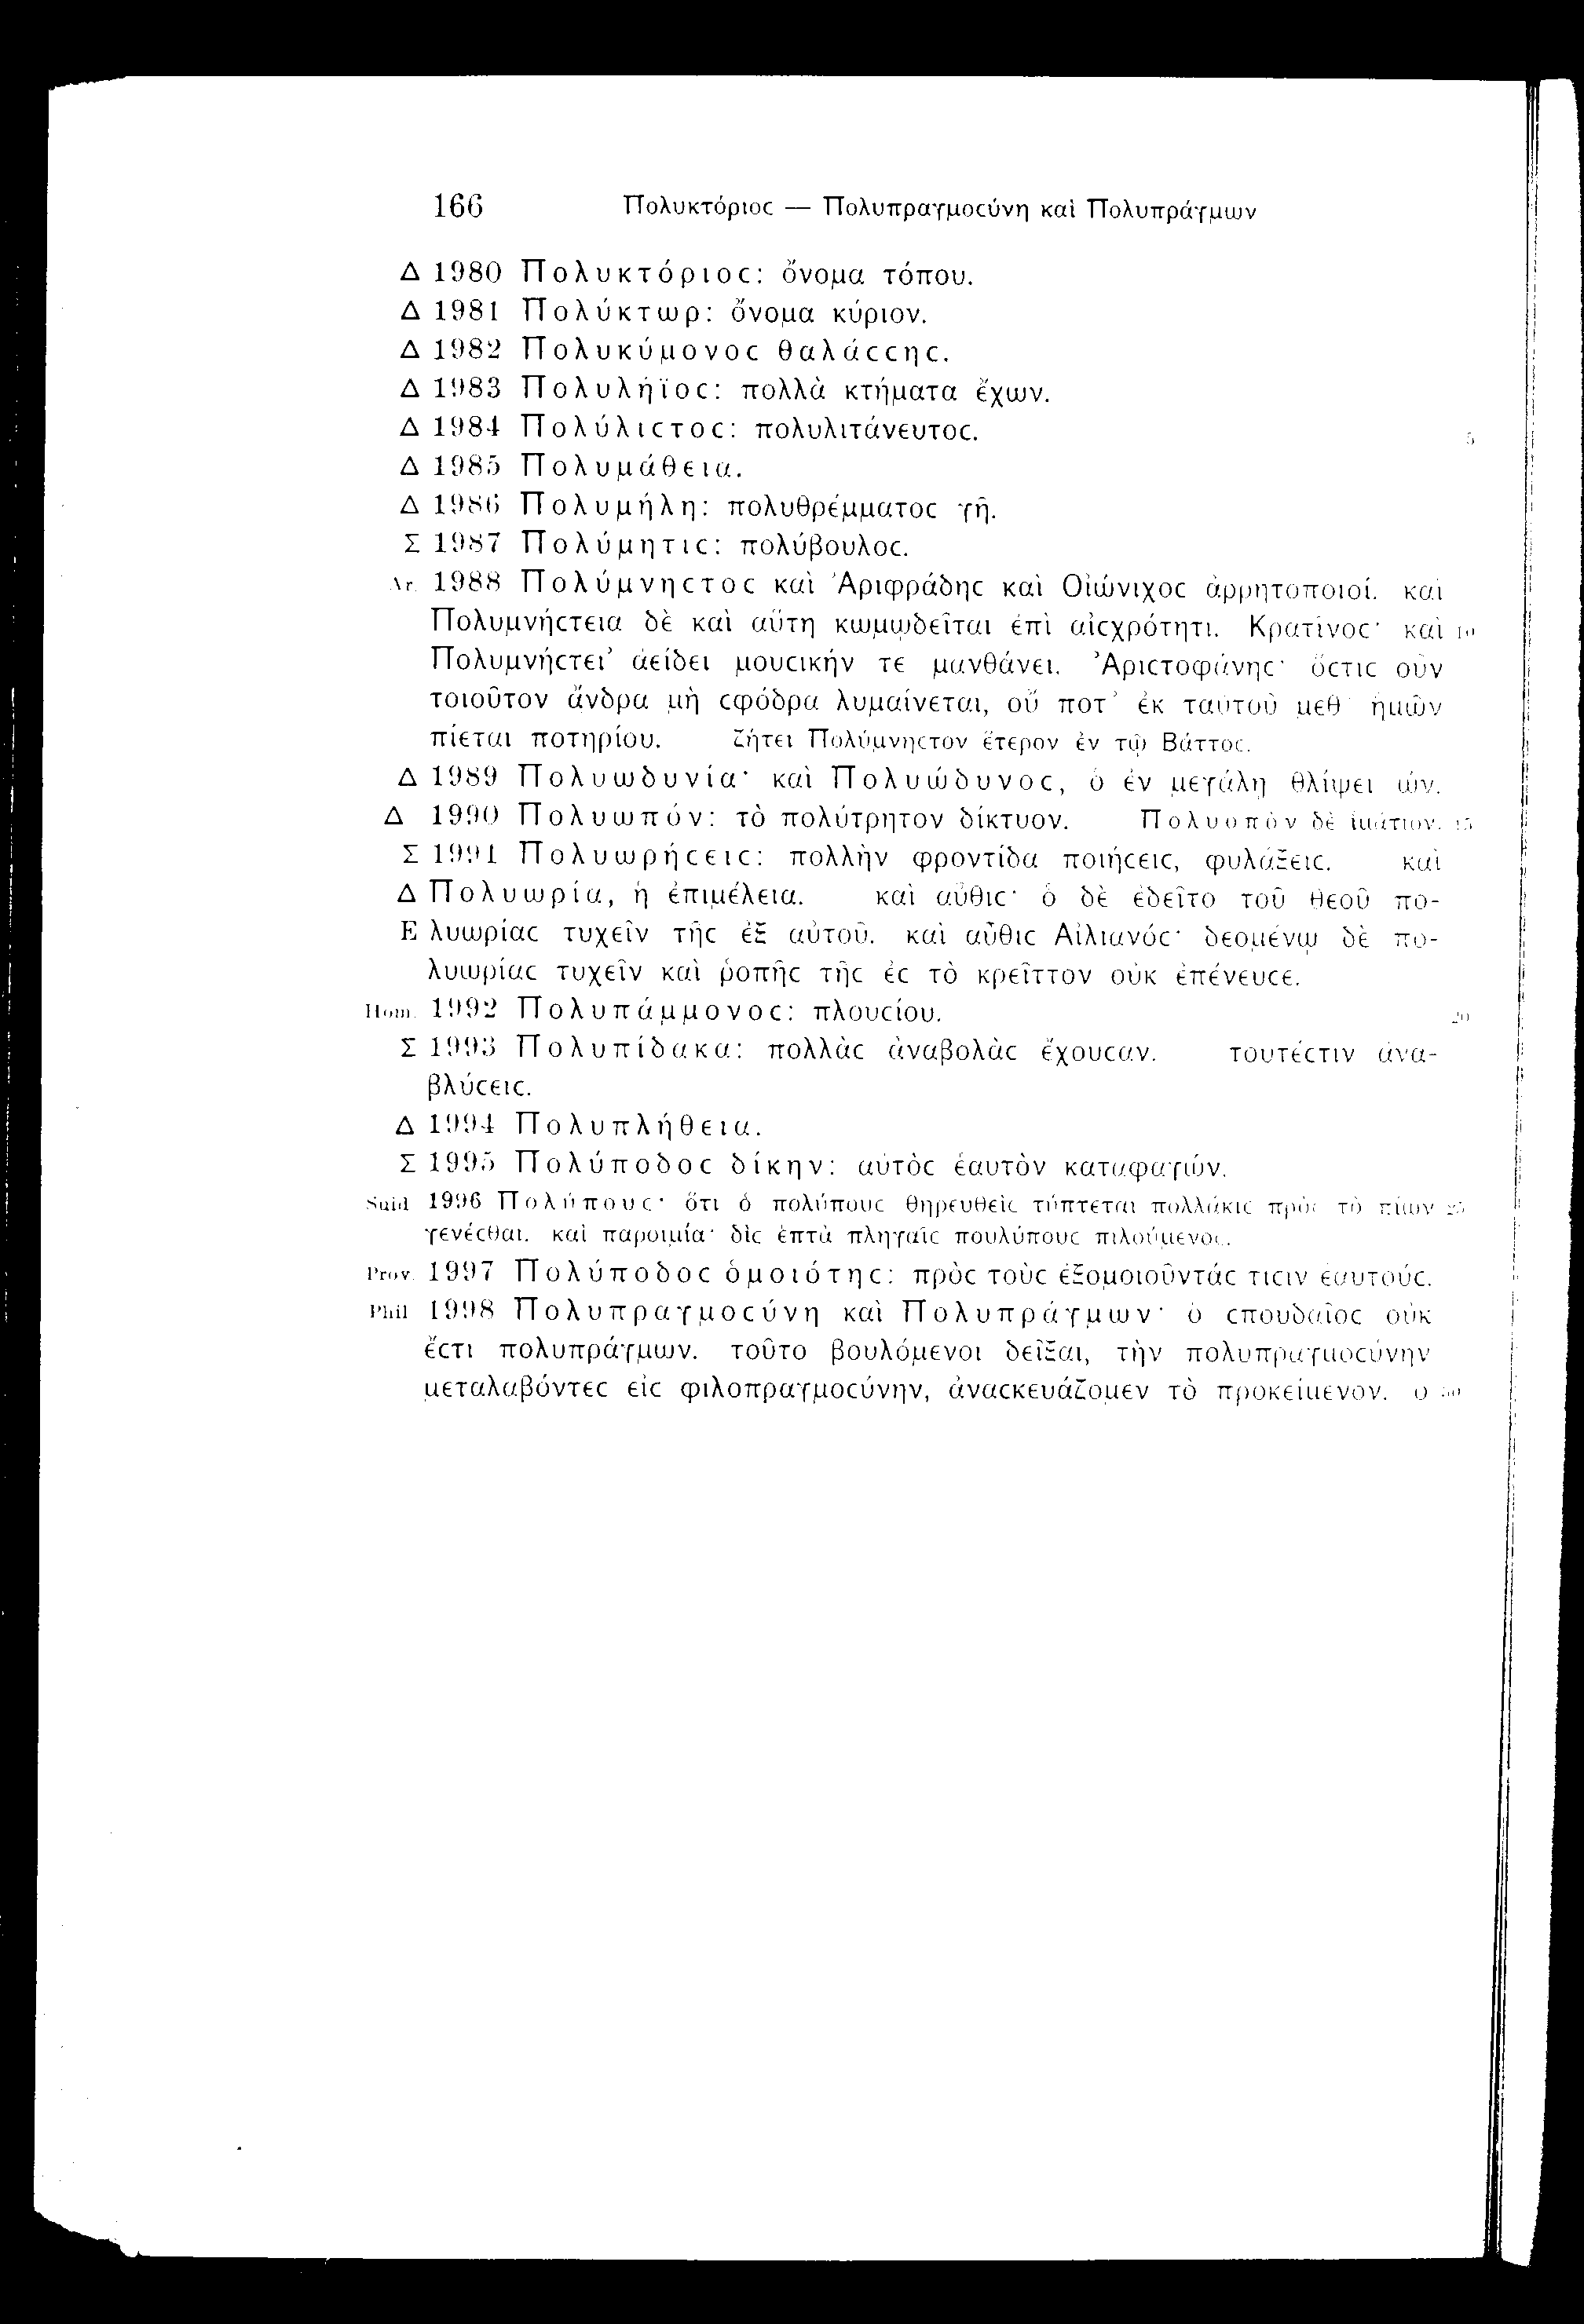 166 Πολυκτόριοϲ — Πολυπραγμοϲύνη καὶ Πολυπράγμων
Δ 1980 Πολυκτόριοϲ: ὄνομα τόπου.
Δ 1981 Πολύκτωρ: ὄνομα κύριον.
Δ 1982 Πολυκύμονοϲ θαλάϲϲηϲ.
Δ 1983 Πολυλήϊοϲ: πολλὰ κτήματα ἔχων.
Δ 1984 Πολύλιϲτοϲ: πολυλιτάνευτοϲ. 5
Δ 1985 Πολυμάθεια.
Δ 1986 Πολυμήλη: πολυθρέμματοϲ γῆ.
Σ 1987 Πολύμητιϲ: πολύβουλοϲ.
Ar. 1988 Πολύμνηϲτοϲ καὶ Ἀριφράδηϲ καὶ Οἰώνιχοϲ ἀρρητοποιοί. καὶ
Πολυμνήϲτεια δὲ καὶ αὕτη κωμῳδεῖται ἐπὶ αἰϲχρότητι. Κρατῖνοϲ· καὶ 10
Πολυμνήϲτει’ ἀείδει μουϲικήν τε μανθάνει. Ἀριϲτοφάνηϲ· ὅϲτιϲ οὖν
τοιοῦτον ἄνδρα μὴ ϲφόδρα λυμαίνεται, οὔ ποτ’ ἐκ ταὐτοῦ μεθ’ ἡμῶν
πίεται ποτηρίου. ζήτει Πολύμνηϲτον ἕτερον ἐν τῷ Βάττοϲ.
Δ 1989 Πολυωδυνία· καὶ Πολυώδυνοϲ, ὁ ἐν μεγάλῃ θλίψει ὤν.
Δ 1990 Πολυωπόν: τὸ πολύτρητον δίκτυον. Πολυοπὸν δὲ ἱμάτιον. 15
Σ 1991 Πολυωρήϲειϲ: πολλὴν φροντίδα ποιήϲειϲ, φυλάξειϲ. καὶ
Δ Πολυωρία, ἡ ἐπιμέλεια. καὶ αὖθιϲ· ὁ δὲ ἐδεῖτο τοῦ θεοῦ πο-
E λυωρίαϲ τυχεῖν τῆϲ ἐξ αὐτοῦ. καὶ αὖθιϲ Αἰλιανόϲ· δεομένῳ δὲ πο-
λυωρίαϲ τυχεῖν καὶ ῥοπῆϲ τῆϲ ἐϲ τὸ κρεῖττον οὐκ ἐπένευϲε.
Hom. 1992 Πολυπάμμονοϲ: πλουϲίου. 20
Σ 1993 Πολυπίδακα: πολλὰϲ ἀναβολὰϲ ἔχουϲαν. τουτέϲτιν ἀνα-
βλύϲειϲ.
Δ 1994 Πολυπλήθεια.
Σ 1995 Πολύποδοϲ δίκην: αὐτὸϲ ἑαυτὸν καταφαγών.
Suid. 1996 Πολύπουϲ· ὅτι ὁ πολύπουϲ θηρευθεὶϲ τύπτεται πολλάκιϲ πρὸϲ τὸ πίων 25
γενέϲθαι. καὶ παροιμία· δὶϲ ἑπτὰ πληγαῖϲ πουλύπουϲ πιλούμενοϲ.
Prov. 1997 Πολύποδοϲ ὁμοιότηϲ: πρὸϲ τοὺϲ ἐξομοιοῦντάϲ τιϲιν ἑαυτούϲ.
Phil 1998 Πολυπραγμοϲύνη καὶ Πολυπράγμων· ὁ ϲπουδαῖοϲ οὐκ
ἔϲτι πολυπράγμων. τοῦτο βουλόμενοι δεῖξαι, τὴν πολυπραγμοϲύνην
μεταλαβόντεϲ εἰϲ φιλοπραγμοϲύνην, ἀναϲκευάζομεν τὸ προκείμενον. ὁ 30